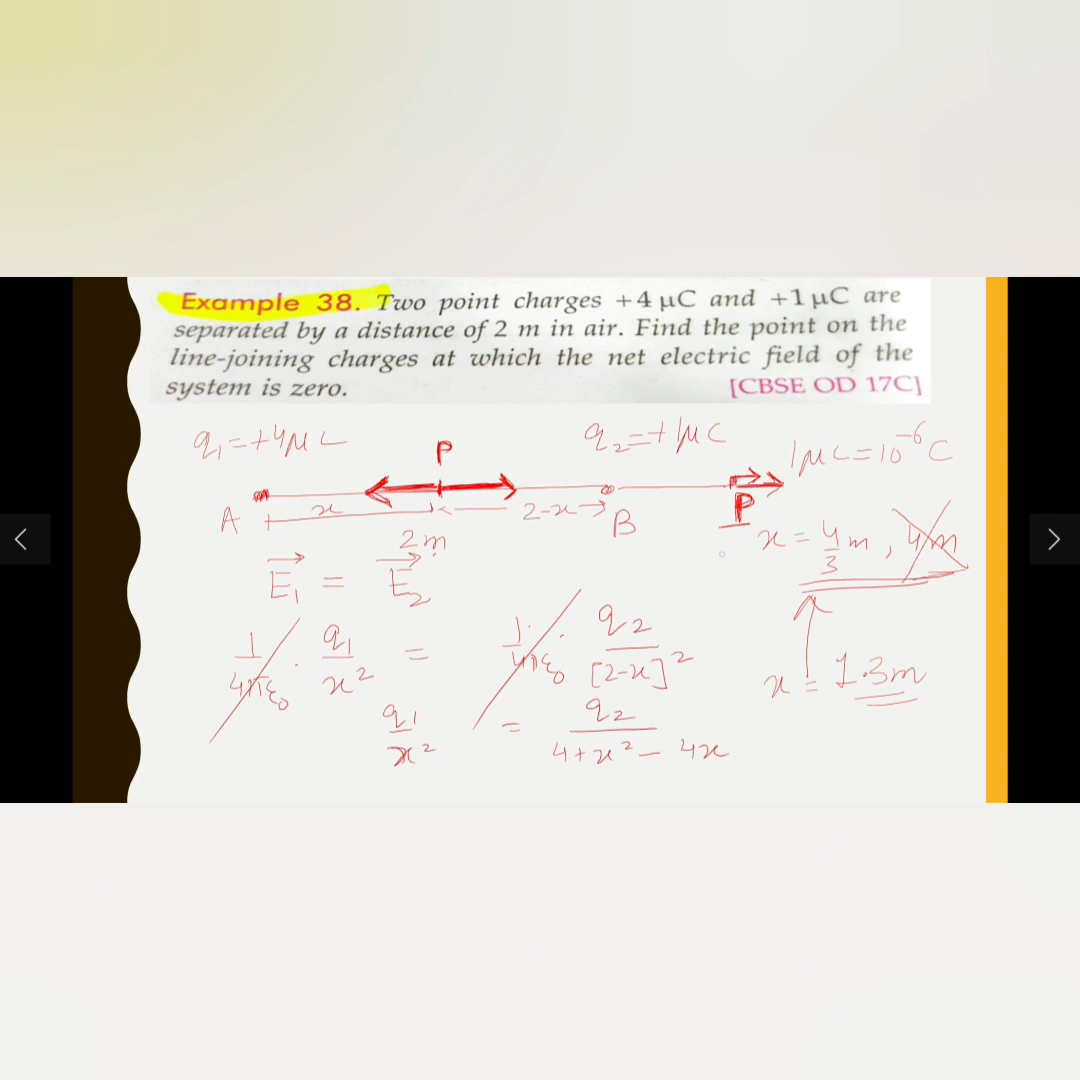 Example 38. Two point charges +4 μC and +1 μC are
separated by a distance of 2 m in air. Find the point on the
line-joining charges at which the net electric field of the
system is zero. [CBSE OD 17C]
q₁=+4μC
P
q₂=+1μC
1μC=10⁻⁶C
A
x
2-x
B
P
2m
x = 4/3 m, 4m
E₁ = E₂
1/4πε₀ · q₁/x² = 1/4πε₀ · q₂/[2-x]²
x = 1.3m
q₁/x² = q₂/4+x²-4x